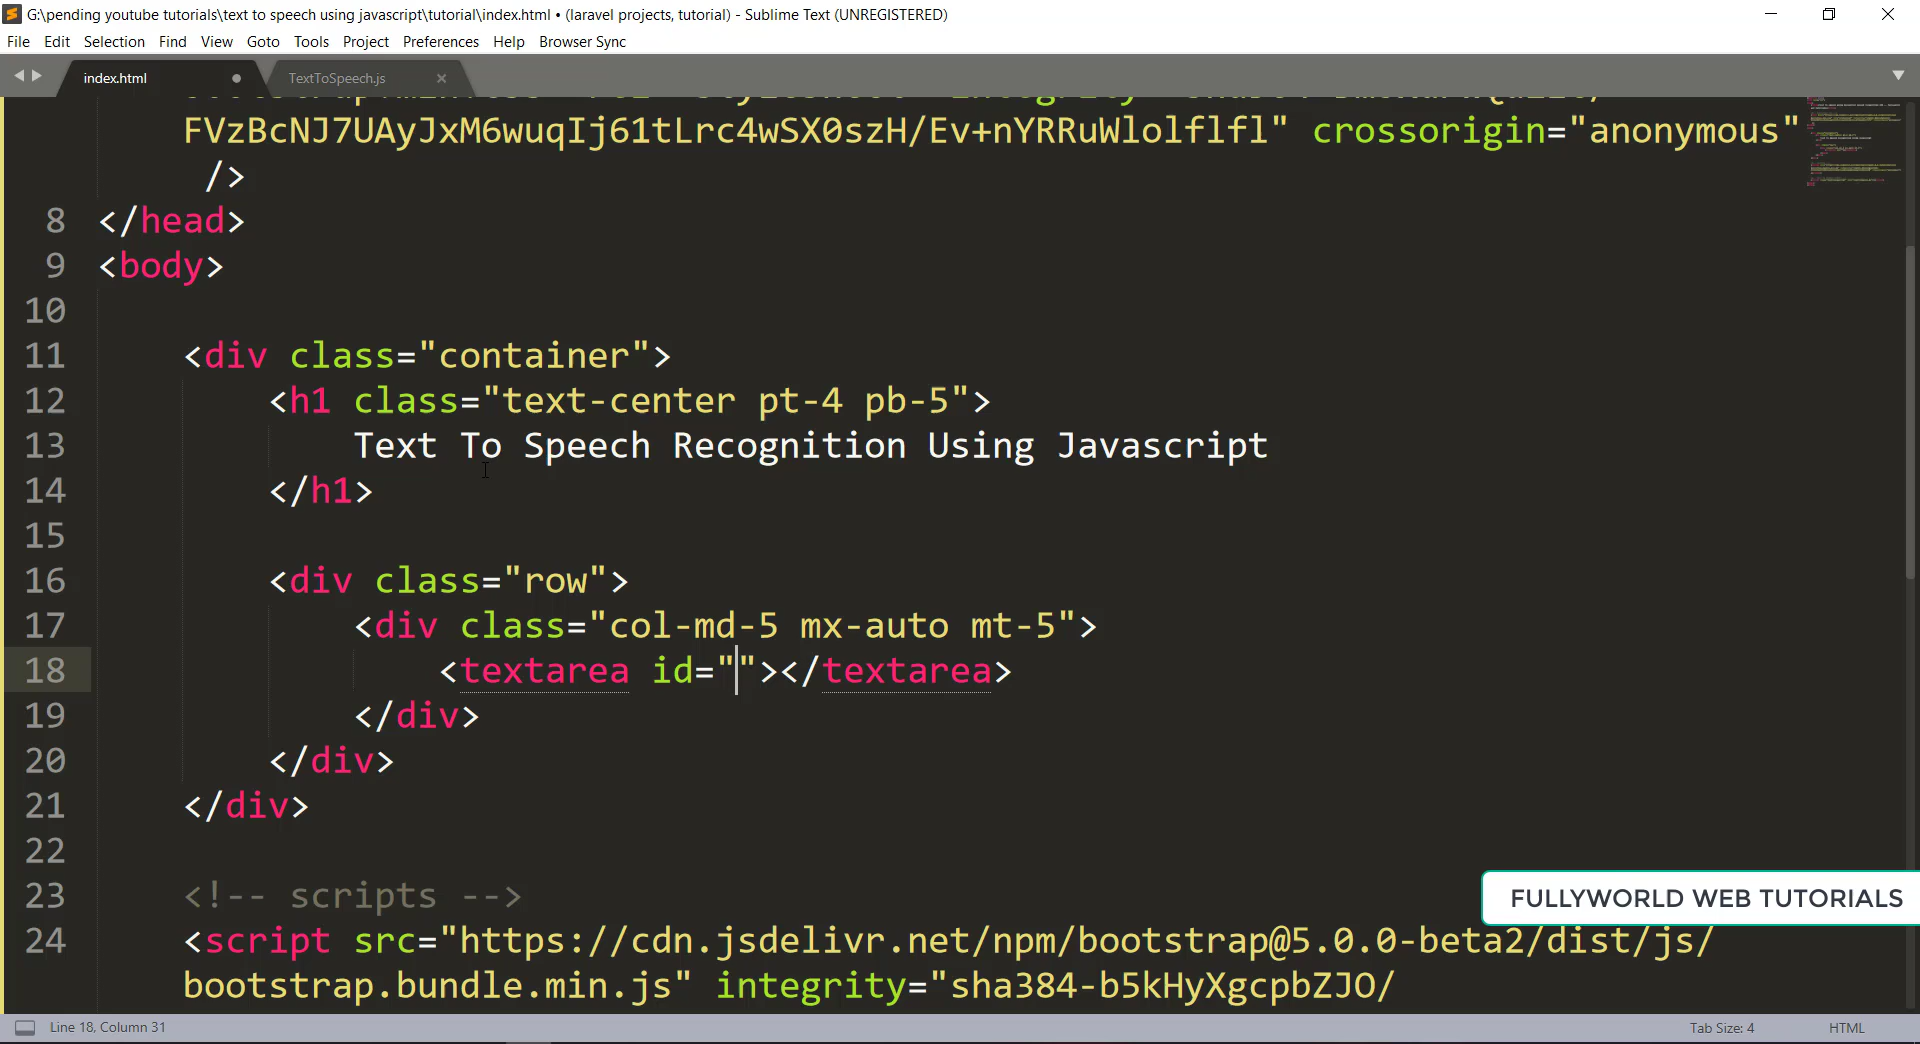 G:\pending youtube tutorials\text to speech using javascript\tutorial\index.html • (laravel projects, tutorial) - Sublime Text (UNREGISTERED)
File Edit Selection Find View Goto Tools Project Preferences Help Browser Sync
index.html TextToSpeech.js
FVzBcNJ7UAyJxM6wuqIj61tLrc4wSX0szH/Ev+nYRRuWlolflfl" crossorigin="anonymous"
/>
8 </head>
9 <body>
10
11 <div class="container">
12 <h1 class="text-center pt-4 pb-5">
13 Text To Speech Recognition Using Javascript
14 </h1>
15
16 <div class="row">
17 <div class="col-md-5 mx-auto mt-5">
18 <textarea id=""></textarea>
19 </div>
20 </div>
21 </div>
22
23 <!-- scripts -->
24 <script src="https://cdn.jsdelivr.net/npm/bootstrap@5.0.0-beta2/dist/js/
bootstrap.bundle.min.js" integrity="sha384-b5kHyXgcpbZJO/
FULLYWORLD WEB TUTORIALS
Line 18, Column 31 Tab Size: 4 HTML